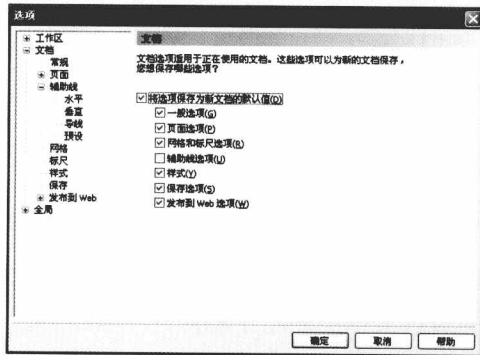 选项
工作区
文档
常规
页面
辅助线
水平
垂直
导线
预设
网格
标尺
样式
保存
发布到 Web
全局
文档
文档选项适用于正在使用的文档。这些选项可以为新的文档保存，
您想保存哪些选项？
将选项保存为新文档的默认值(O)
一般选项(G)
页面选项(P)
网格和标尺选项(R)
辅助线选项(U)
样式(Y)
保存选项(S)
发布到 Web 选项(W)
确定 取消 帮助